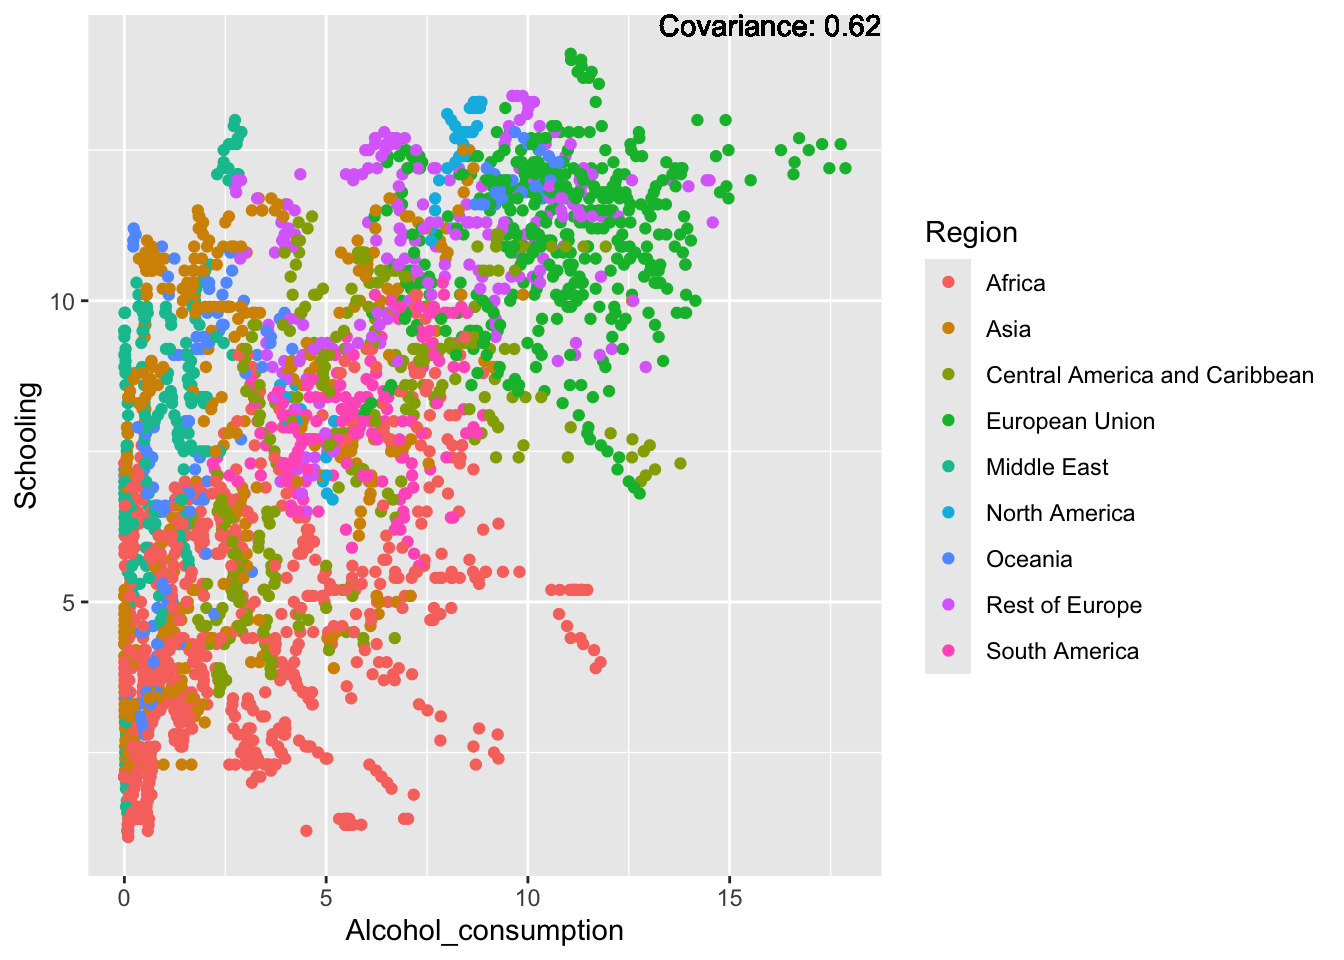 Covariance: 0.62
Schooling
10
5
0
5
10
15
Alcohol_consumption
Region
Africa
Asia
Central America and Caribbean
European Union
Middle East
North America
Oceania
Rest of Europe
South America